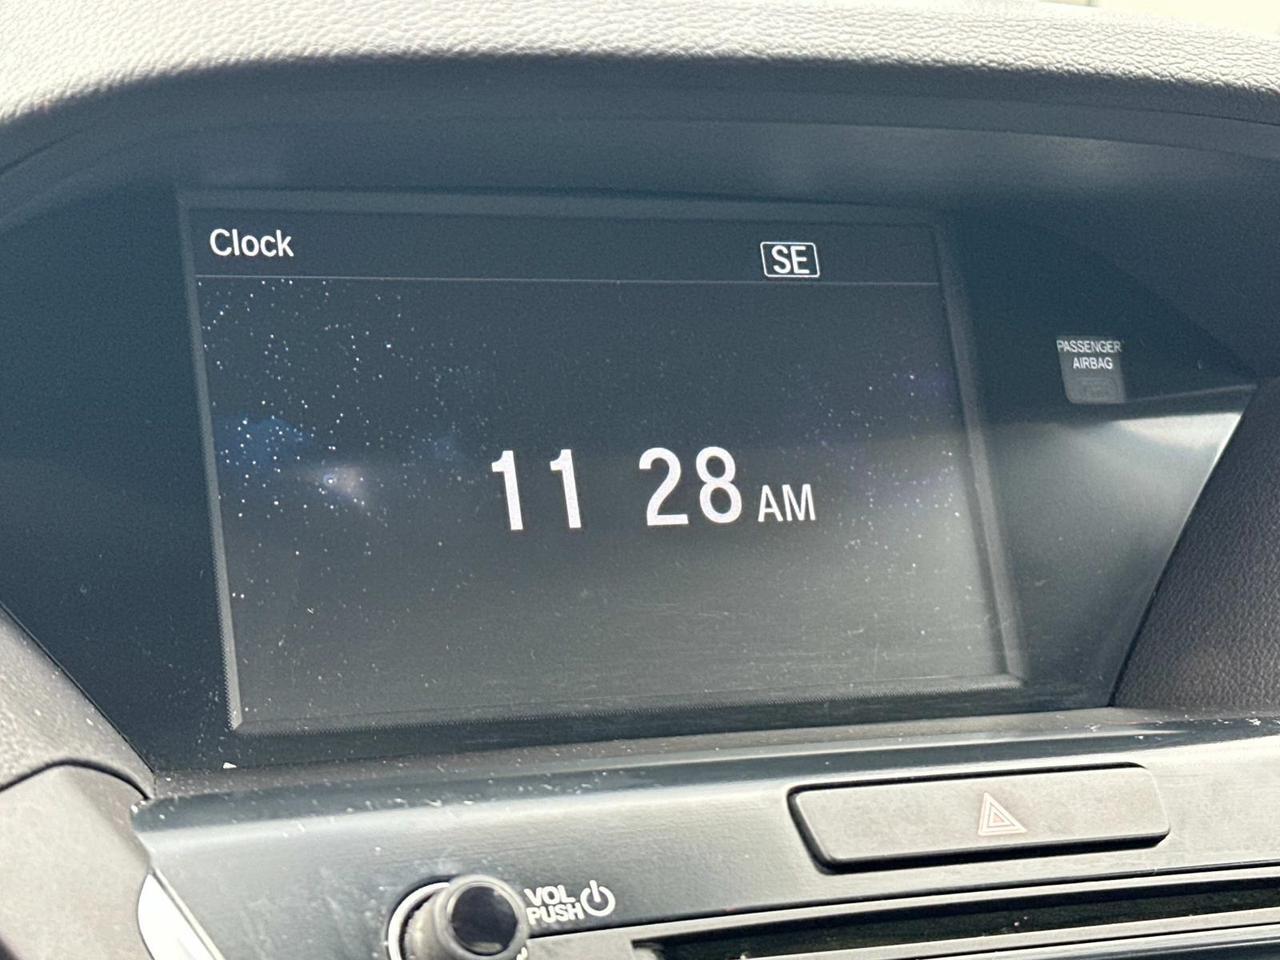 Clock
SE
11 28 AM
PASSENGER
AIRBAG
VOL
PUSH